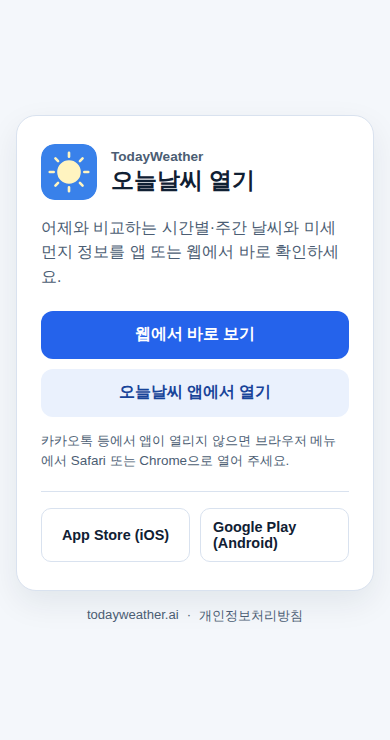 TodayWeather
오늘날씨 열기
어제와 비교하는 시간별·주간 날씨와 미세
먼지 정보를 앱 또는 웹에서 바로 확인하세
요.
웹에서 바로 보기
오늘날씨 앱에서 열기
카카오톡 등에서 앱이 열리지 않으면 브라우저 메뉴
에서 Safari 또는 Chrome으로 열어 주세요.
App Store (iOS)
Google Play
(Android)
todayweather.ai · 개인정보처리방침